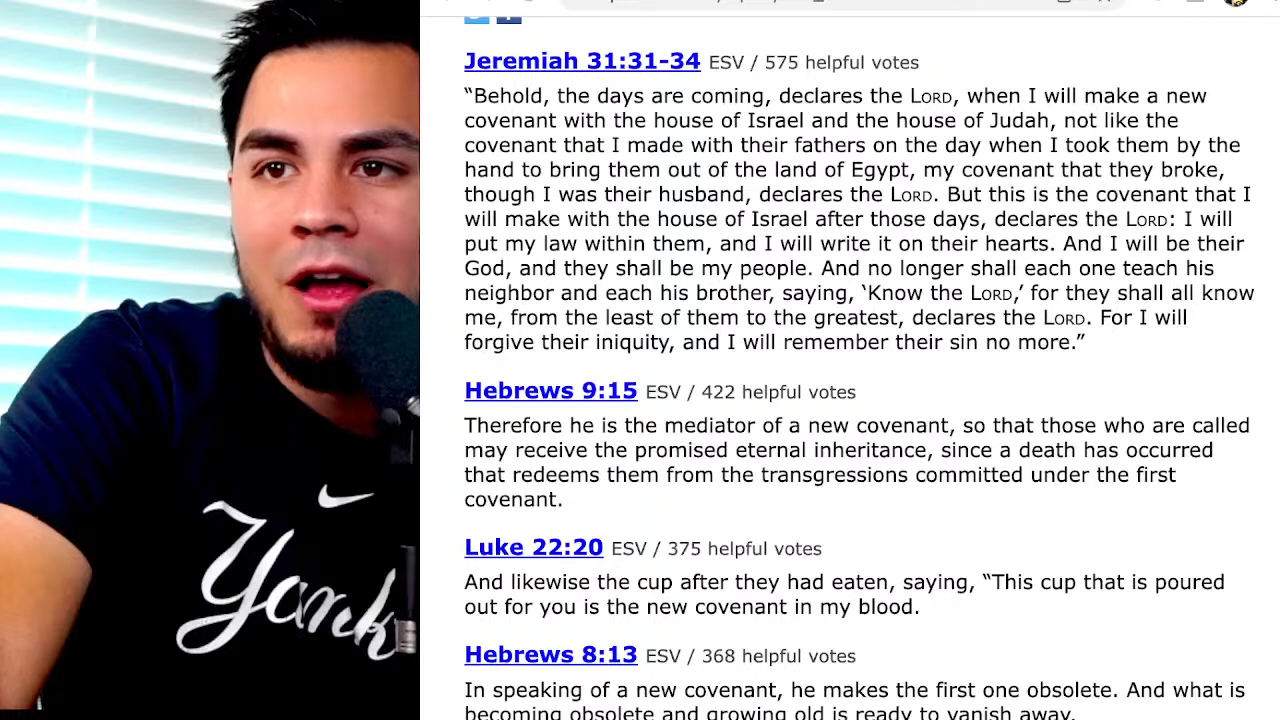 Jeremiah 31:31-34 ESV / 575 helpful votes
“Behold, the days are coming, declares the LORD, when I will make a new
covenant with the house of Israel and the house of Judah, not like the
covenant that I made with their fathers on the day when I took them by the
hand to bring them out of the land of Egypt, my covenant that they broke,
though I was their husband, declares the LORD. But this is the covenant that I
will make with the house of Israel after those days, declares the LORD: I will
put my law within them, and I will write it on their hearts. And I will be their
God, and they shall be my people. And no longer shall each one teach his
neighbor and each his brother, saying, ‘Know the LORD,’ for they shall all know
me, from the least of them to the greatest, declares the LORD. For I will
forgive their iniquity, and I will remember their sin no more.”
Hebrews 9:15 ESV / 422 helpful votes
Therefore he is the mediator of a new covenant, so that those who are called
may receive the promised eternal inheritance, since a death has occurred
that redeems them from the transgressions committed under the first
covenant.
Luke 22:20 ESV / 375 helpful votes
And likewise the cup after they had eaten, saying, “This cup that is poured
out for you is the new covenant in my blood.
Hebrews 8:13 ESV / 368 helpful votes
In speaking of a new covenant, he makes the first one obsolete. And what is
becoming obsolete and growing old is ready to vanish away.
Yank